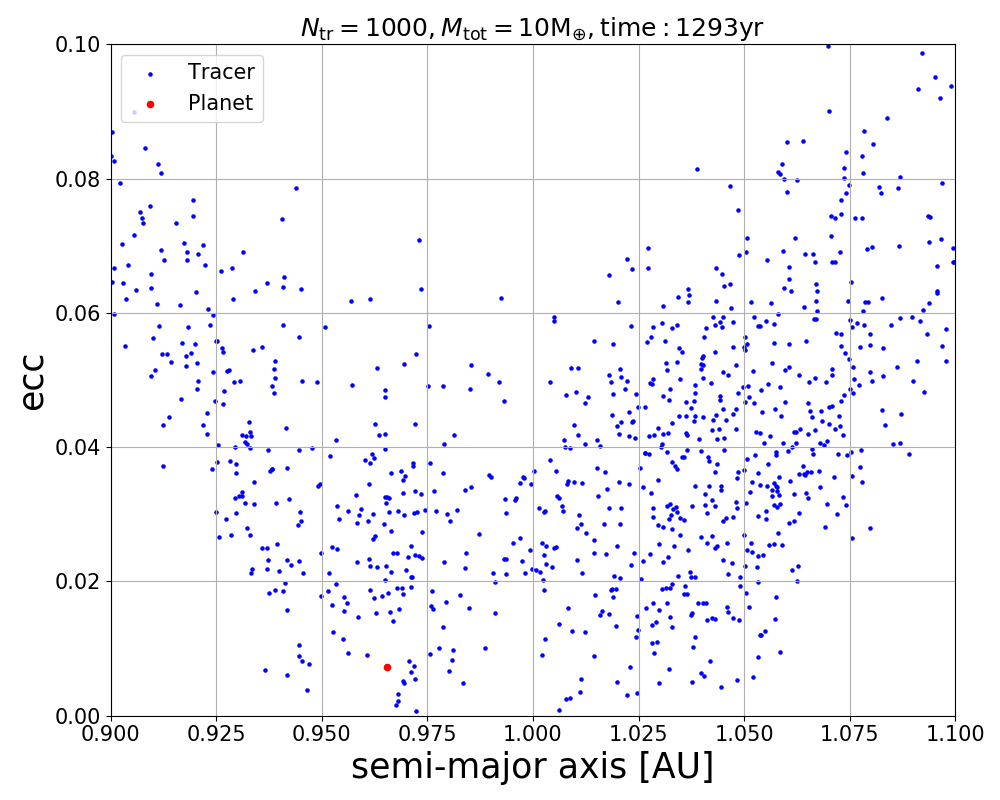 N_tr = 1000, M_tot = 10M_⊕, time : 1293yr
0.10
Tracer
Planet
0.08
0.06
ecc
0.04
0.02
0.00
0.900 0.925 0.950 0.975 1.000 1.025 1.050 1.075 1.100
semi-major axis [AU]